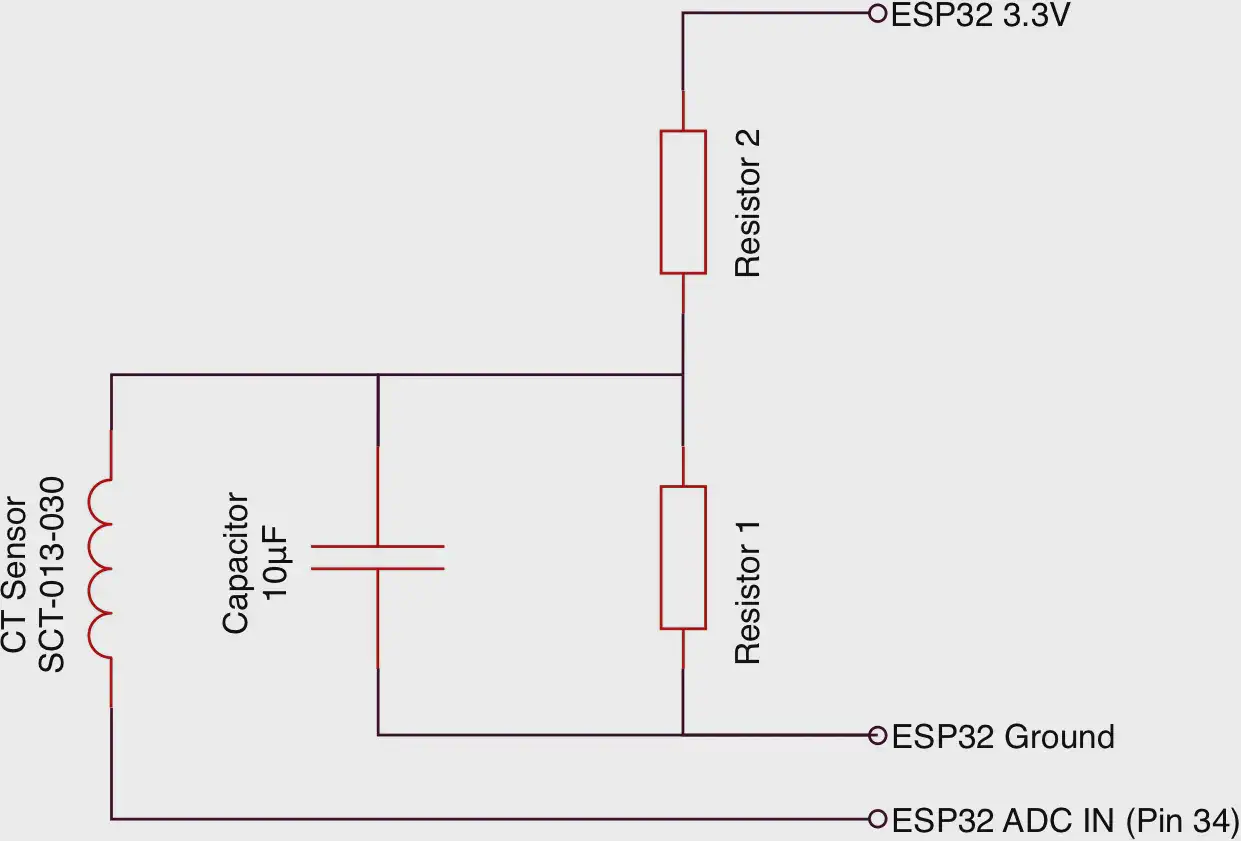 ESP32 3.3V
Resistor 2
CT Sensor
SCT-013-030
Capacitor
10µF
Resistor 1
ESP32 Ground
ESP32 ADC IN (Pin 34)